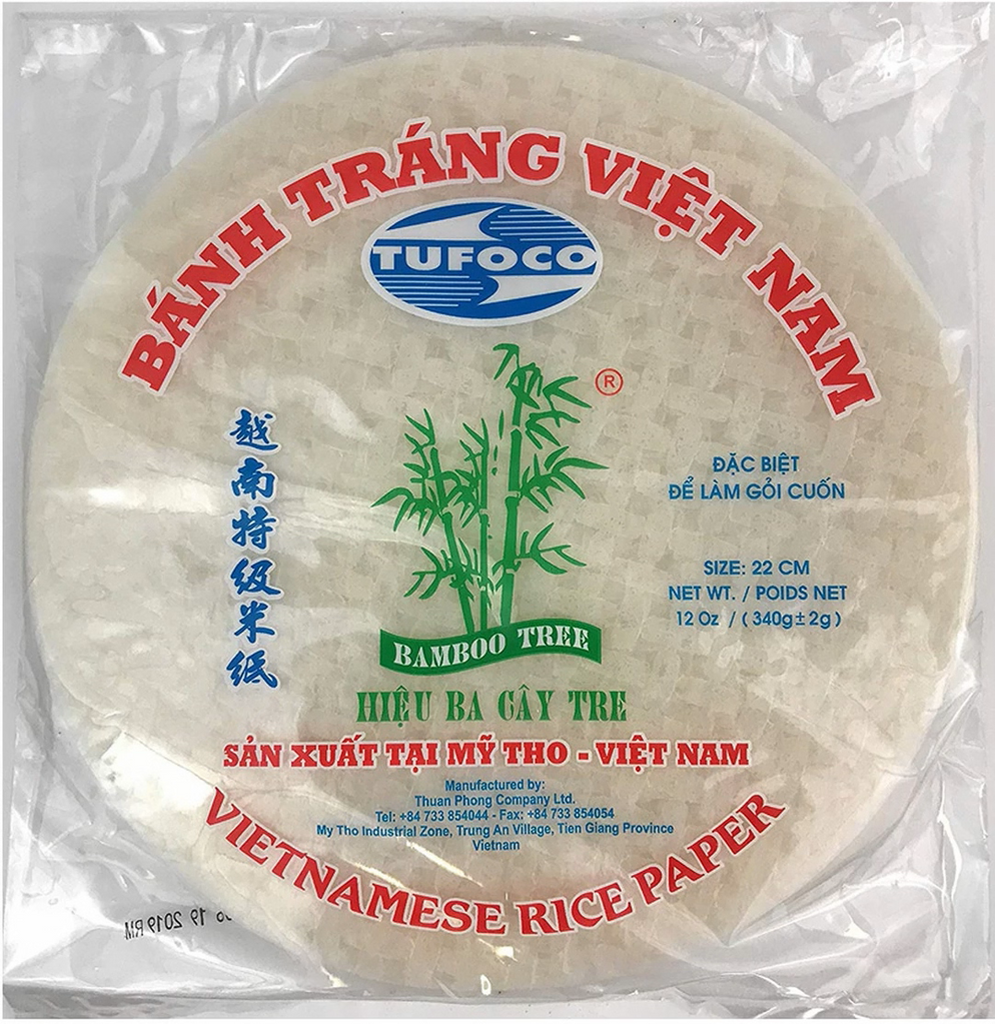 BÁNH TRÁNG VIỆT NAM
TUFOCO
®
越南特级米纸
ĐẶC BIỆT
ĐỂ LÀM GỎI CUỐN
SIZE: 22 CM
NET WT. / POIDS NET
12 Oz / ( 340g ± 2g )
BAMBOO TREE
HIỆU BA CÂY TRE
SẢN XUẤT TẠI MỸ THO - VIỆT NAM
Manufactured by:
Thuan Phong Company Ltd.
Tel: +84 733 854044 - Fax: +84 733 854054
My Tho Industrial Zone, Trung An Village, Tien Giang Province
Vietnam
VIETNAMESE RICE PAPER
19 2019